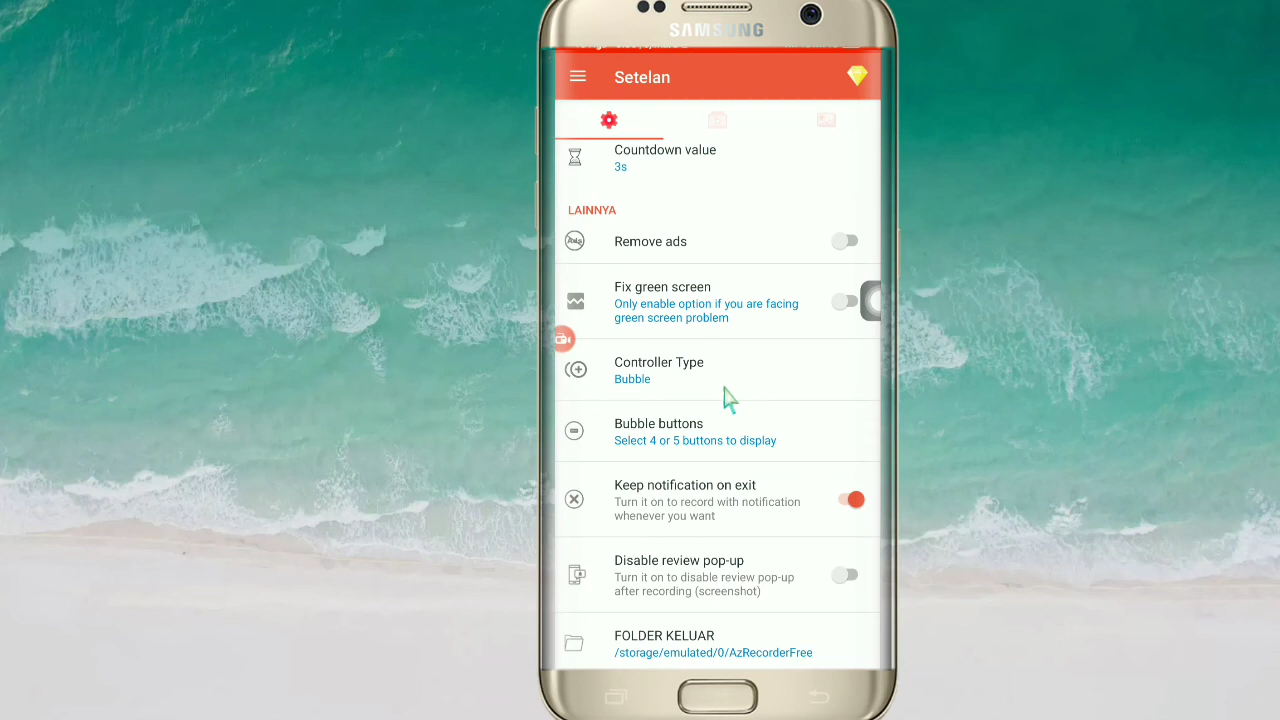 SAMSUNG
Setelan
Countdown value
3s
LAINNYA
Remove ads
Fix green screen
Only enable option if you are facing
green screen problem
Controller Type
Bubble
Bubble buttons
Select 4 or 5 buttons to display
Keep notification on exit
Turn it on to record with notification
whenever you want
Disable review pop-up
Turn it on to disable review pop-up
after recording (screenshot)
FOLDER KELUAR
/storage/emulated/0/AzRecorderFree